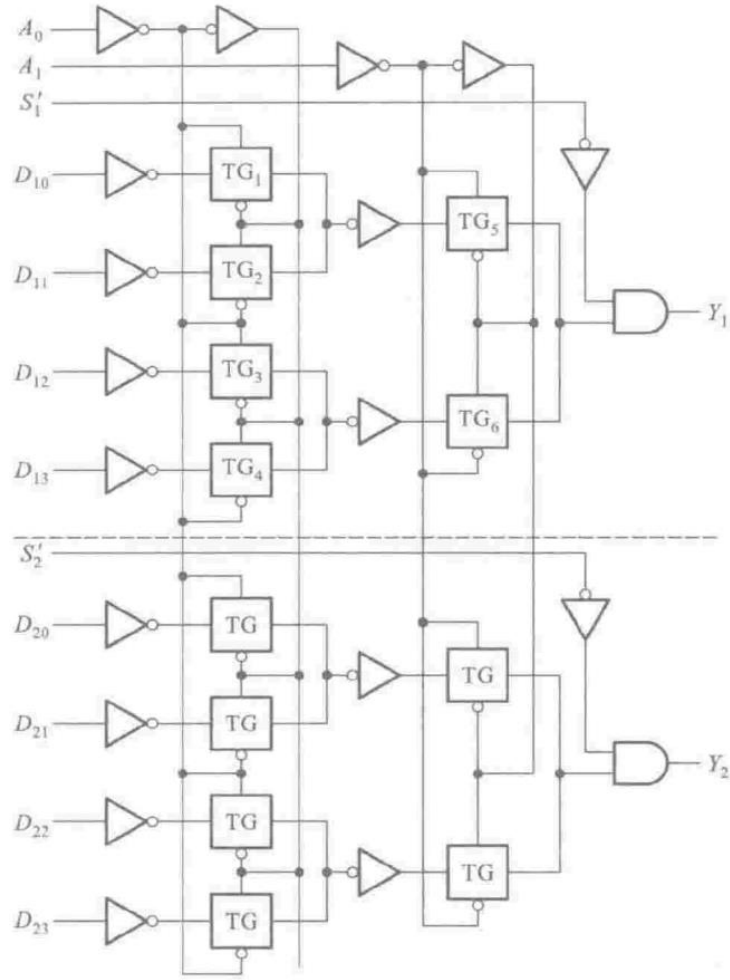 A₀
A₁
S₁′
D₁₀ TG₁
TG₅
D₁₁ TG₂
Y₁
D₁₂ TG₃
TG₆
D₁₃ TG₄
S₂′
D₂₀ TG
TG
D₂₁ TG
Y₂
D₂₂ TG
TG
D₂₃ TG